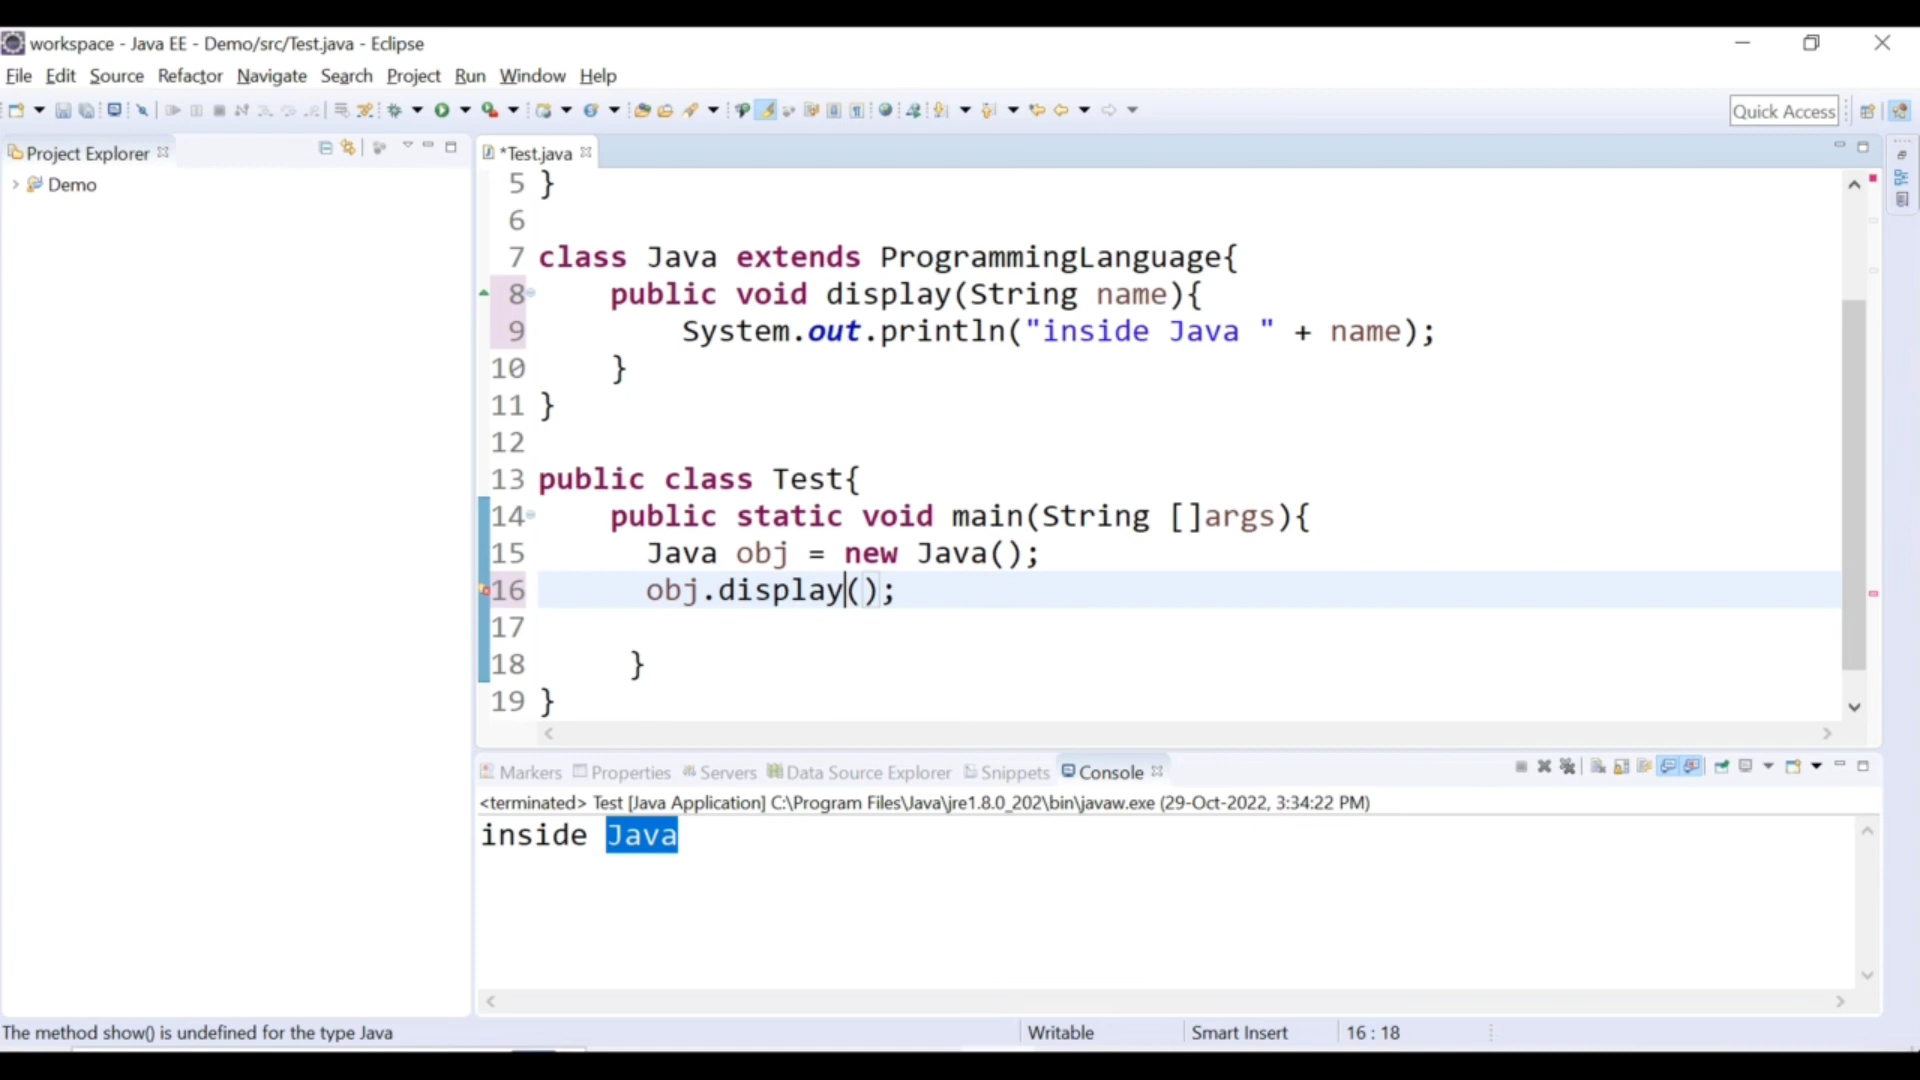 workspace - Java EE - Demo/src/Test.java - Eclipse
File Edit Source Refactor Navigate Search Project Run Window Help
Quick Access
Project Explorer
Demo
*Test.java
5 }
6
7 class Java extends ProgrammingLanguage{
8 public void display(String name){
9 System.out.println("inside Java " + name);
10 }
11 }
12
13 public class Test{
14 public static void main(String []args){
15 Java obj = new Java();
16 obj.display();
17
18 }
19 }
Markers Properties Servers Data Source Explorer Snippets Console
<terminated> Test [Java Application] C:\Program Files\Java\jre1.8.0_202\bin\javaw.exe (29-Oct-2022, 3:34:22 PM)
inside Java
The method show() is undefined for the type Java
Writable
Smart Insert
16 : 18